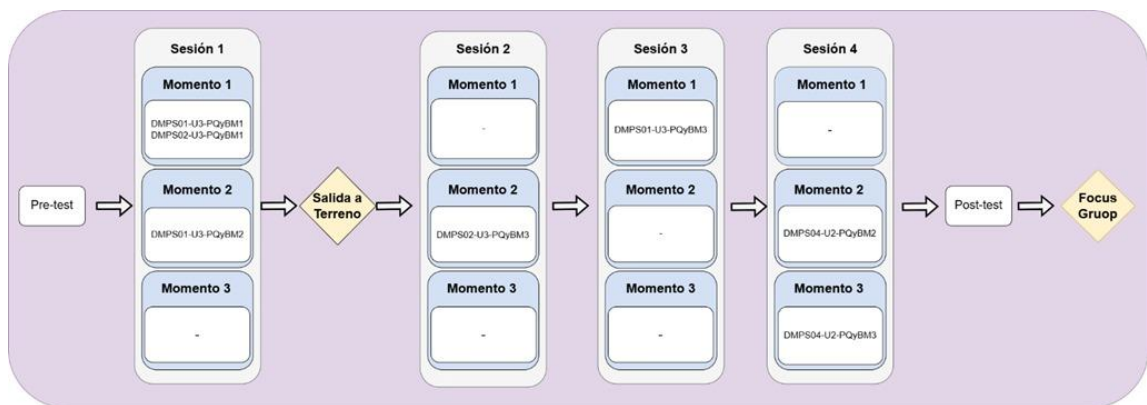 Pre-test
Sesión 1
Momento 1
DMPS01-U3-PQyBM1
DMPS02-U3-PQyBM1
Momento 2
DMPS01-U3-PQyBM2
Momento 3
-
Salida a
Terreno
Sesión 2
Momento 1
-
Momento 2
DMPS02-U3-PQyBM3
Momento 3
-
Sesión 3
Momento 1
DMPS01-U3-PQyBM3
Momento 2
-
Momento 3
-
Sesión 4
Momento 1
-
Momento 2
DMPS04-U2-PQyBM2
Momento 3
DMPS04-U2-PQyBM3
Post-test
Focus
Gruop